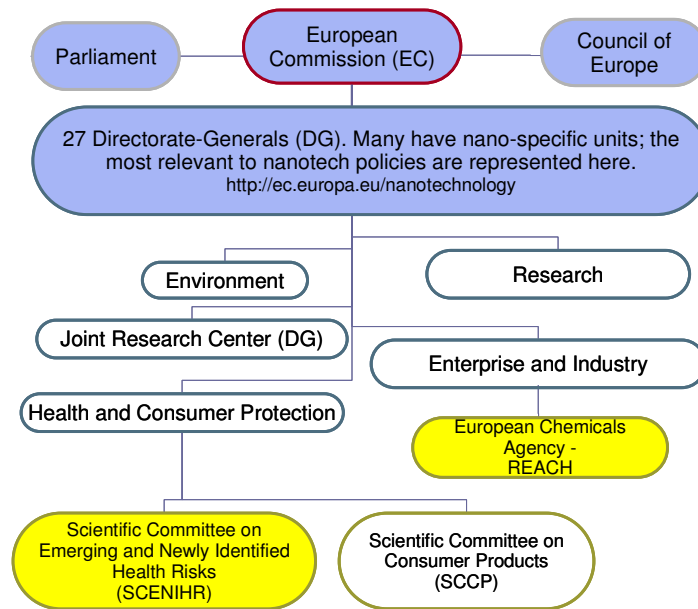 Parliament
European
Commission (EC)
Council of
Europe
27 Directorate-Generals (DG). Many have nano-specific units; the
most relevant to nanotech policies are represented here.
http://ec.europa.eu/nanotechnology
Environment
Research
Joint Research Center (DG)
Enterprise and Industry
Health and Consumer Protection
European Chemicals
Agency -
REACH
Scientific Committee on
Emerging and Newly Identified
Health Risks
(SCENIHR)
Scientific Committee on
Consumer Products
(SCCP)